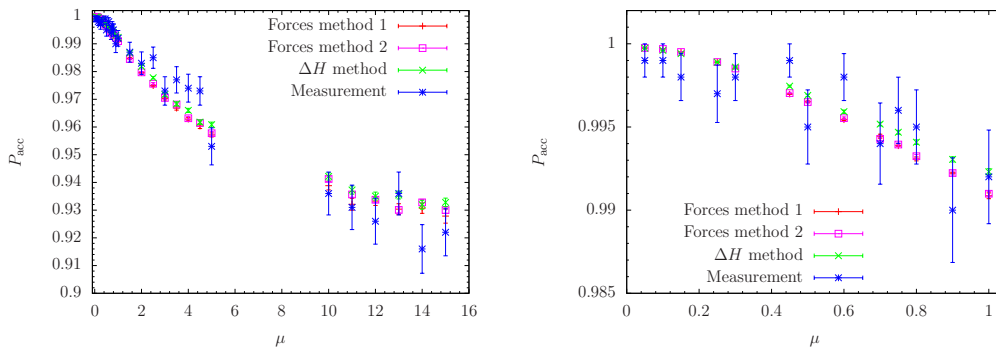 1
0.99
0.98
0.97
0.96
0.95
0.94
0.93
0.92
0.91
0.9
P_acc
0 2 4 6 8 10 12 14 16
μ
Forces method 1
Forces method 2
ΔH method
Measurement
1
0.995
0.99
0.985
P_acc
0 0.2 0.4 0.6 0.8 1
μ
Forces method 1
Forces method 2
ΔH method
Measurement